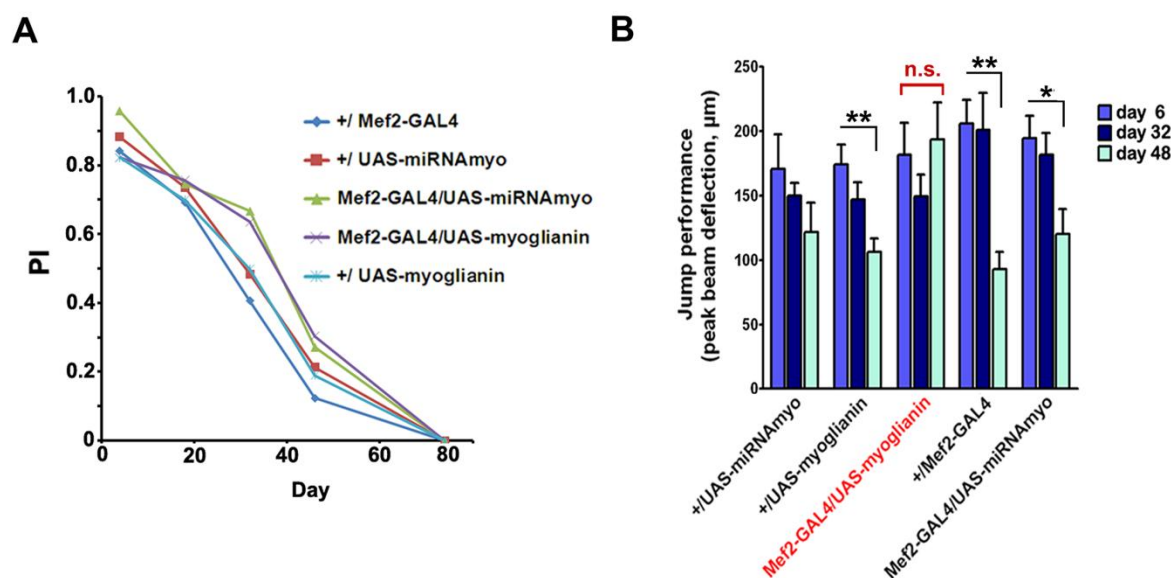 A
1.0
0.8
0.6
0.4
0.2
0
0
20
40
60
80
PI
Day
+/ Mef2-GAL4
+/ UAS-miRNAmyo
Mef2-GAL4/UAS-miRNAmyo
Mef2-GAL4/UAS-myoglianin
+/ UAS-myoglianin
B
Jump performance
(peak beam deflection, µm)
250
200
150
100
50
0
**
n.s.
**
*
day 6
day 32
day 48
+/UAS-miRNAmyo
+/UAS-myoglianin
Mef2-GAL4/UAS-myoglianin
+/Mef2-GAL4
Mef2-GAL4/UAS-miRNAmyo